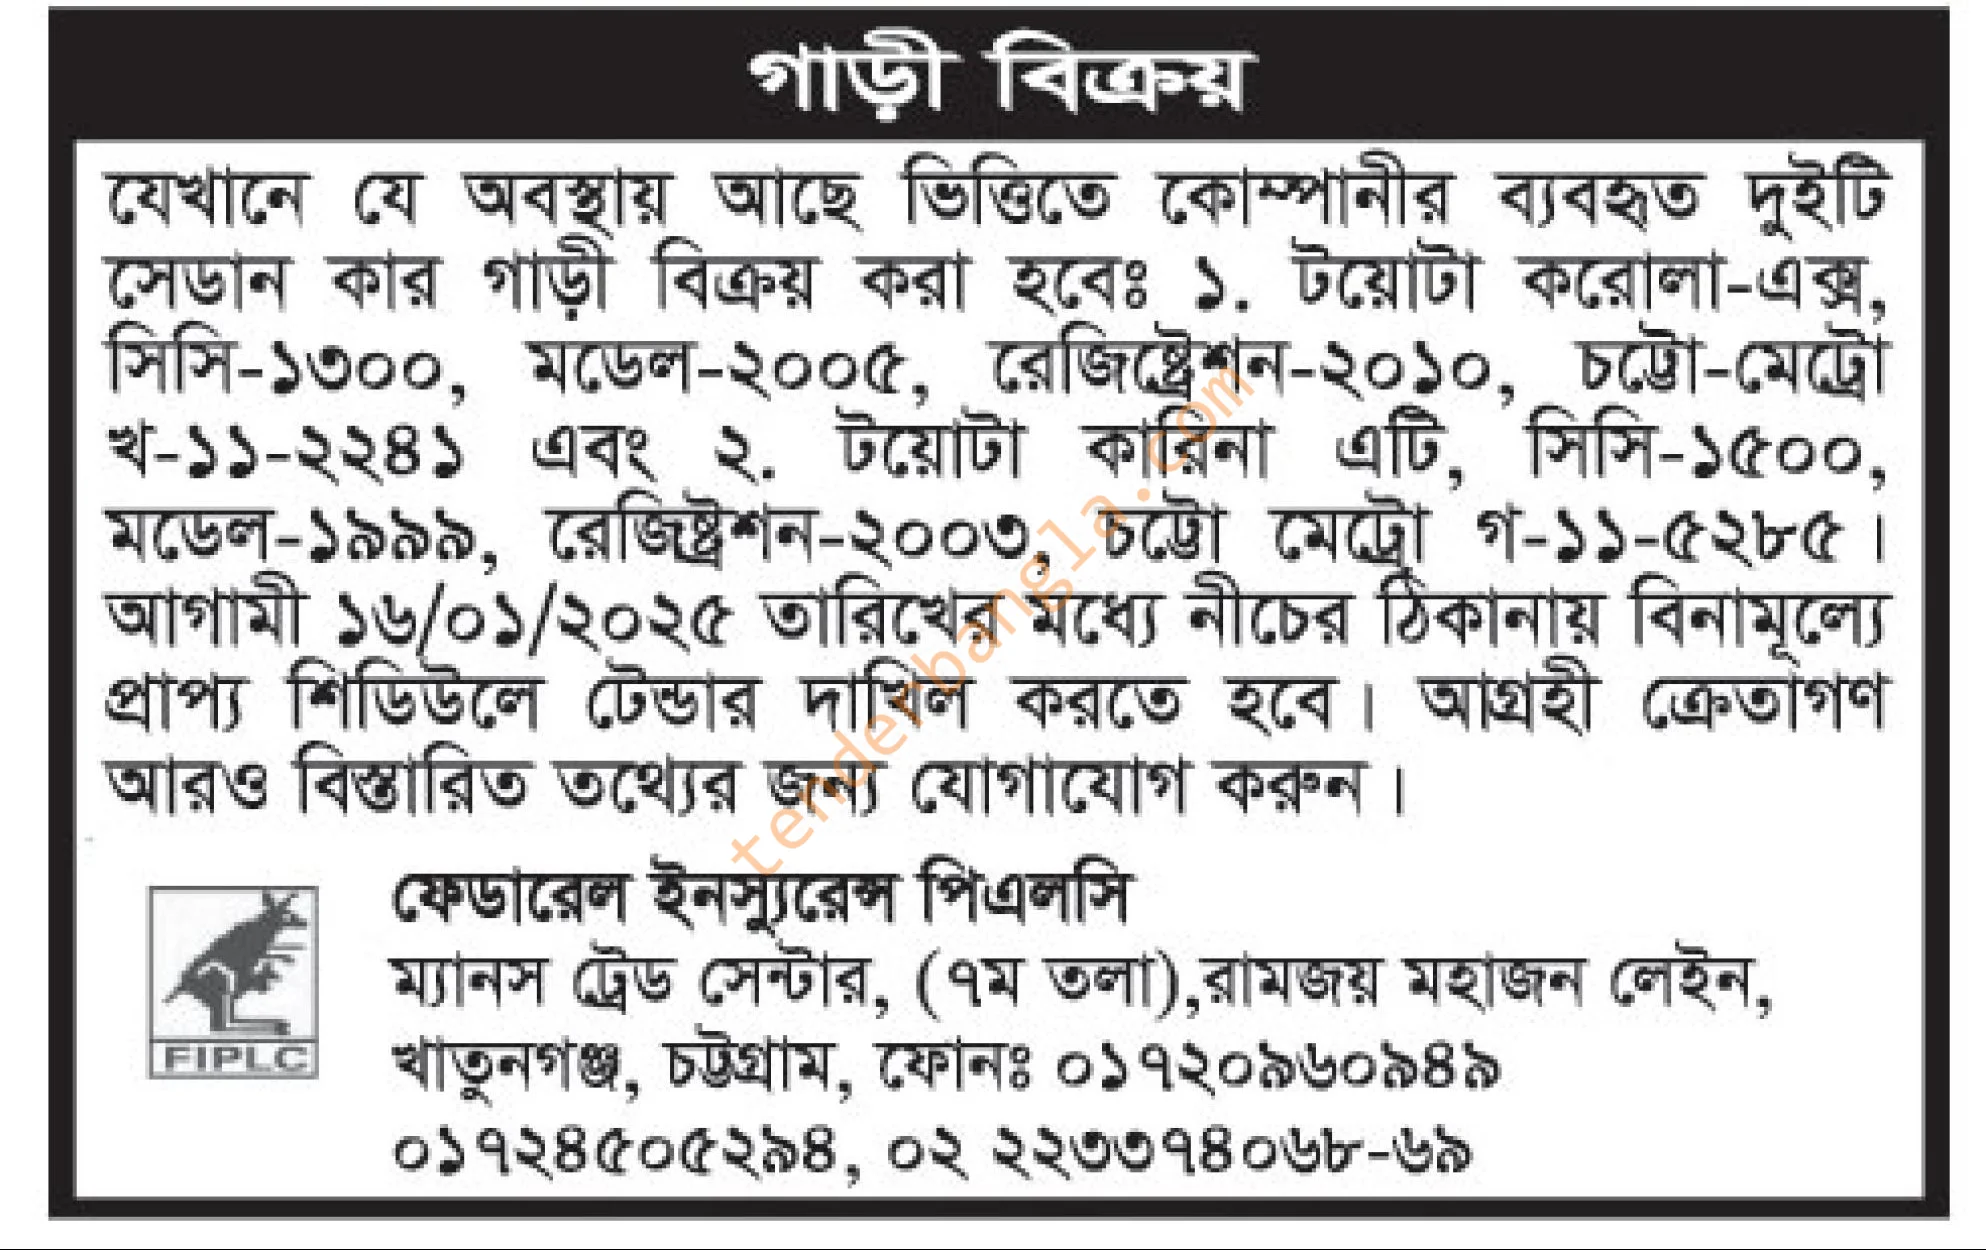 গাড়ী বিক্রয়
যেখানে যে অবস্থায় আছে ভিত্তিতে কোম্পানীর ব্যবহৃত দুইটি
সেডান কার গাড়ী বিক্রয় করা হবেঃ ১. টয়োটা করোলা-এক্স,
সিসি-১৩০০, মডেল-২০০৫, রেজিষ্ট্রেশন-২০১০, চট্টো-মেট্রো
খ-১১-২২৪১ এবং ২. টয়োটা কারিনা এটি, সিসি-১৫০০,
মডেল-১৯৯৯, রেজিষ্ট্রশন-২০০৩, চট্টো মেট্রো গ-১১-৫২৮৫।
আগামী ১৬/০১/২০২৫ তারিখের মধ্যে নীচের ঠিকানায় বিনামূল্যে
প্রাপ্য শিডিউলে টেন্ডার দাখিল করতে হবে। আগ্রহী ক্রেতাগণ
আরও বিস্তারিত তথ্যের জন্য যোগাযোগ করুন।
tenderbangla.com
ফেডারেল ইনস্যুরেন্স পিএলসি
ম্যানস ট্রেড সেন্টার, (৭ম তলা),রামজয় মহাজন লেইন,
খাতুনগঞ্জ, চট্টগ্রাম, ফোনঃ ০১৭২০৯৬০৯৪৯
০১৭২৪৫০৫২৯৪, ০২ ২২৩৩৭৪০৬৮-৬৯
FIPLC